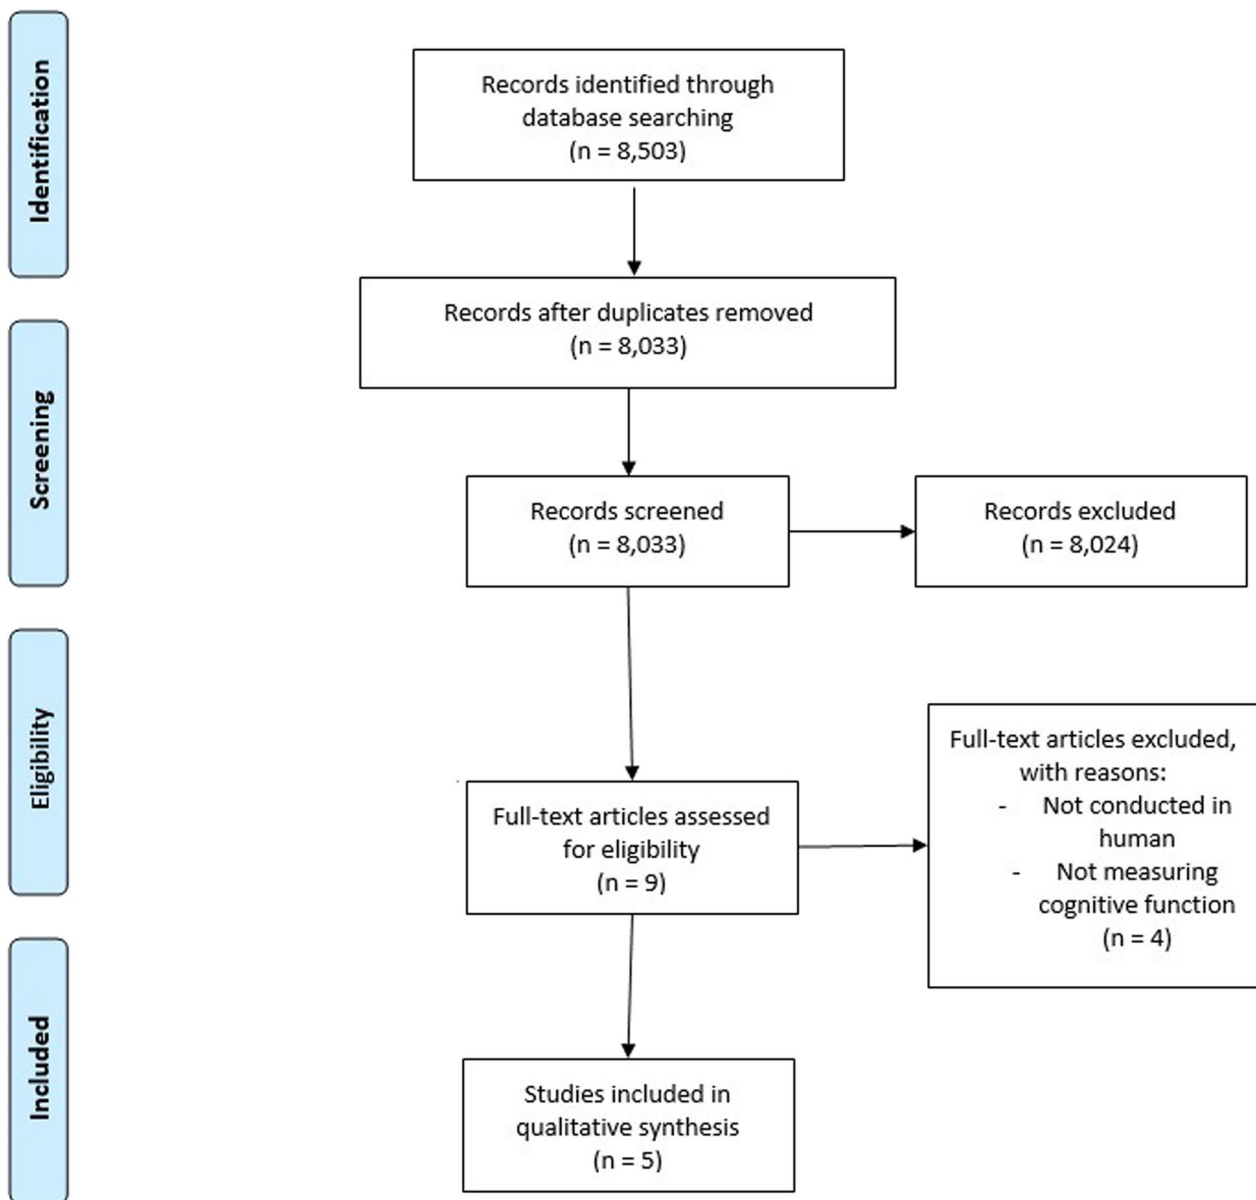 Identification
Records identified through
database searching
(n = 8,503)
Records after duplicates removed
(n = 8,033)
Screening
Records screened
(n = 8,033)
Records excluded
(n = 8,024)
Eligibility
Full-text articles assessed
for eligibility
(n = 9)
Full-text articles excluded,
with reasons:
- Not conducted in
human
- Not measuring
cognitive function
(n = 4)
Included
Studies included in
qualitative synthesis
(n = 5)